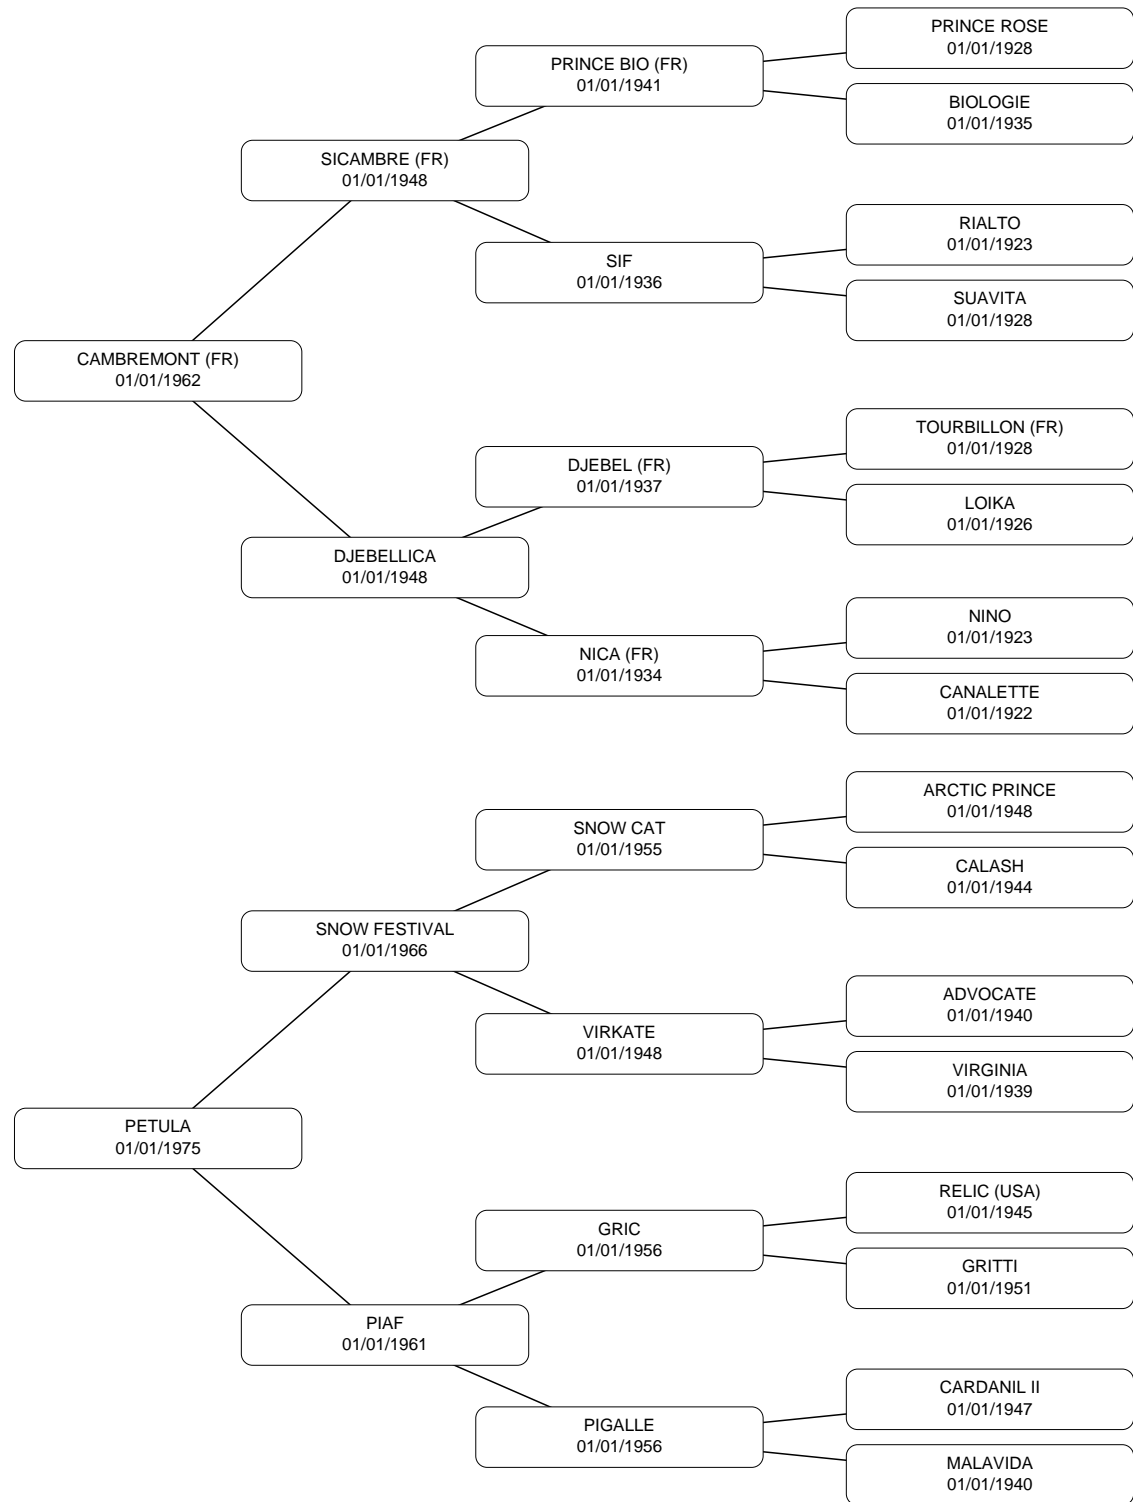 PRINCE ROSE
01/01/1928
PRINCE BIO (FR)
01/01/1941
BIOLOGIE
01/01/1935
SICAMBRE (FR)
01/01/1948
RIALTO
01/01/1923
SIF
01/01/1936
SUAVITA
01/01/1928
CAMBREMONT (FR)
01/01/1962
TOURBILLON (FR)
01/01/1928
DJEBEL (FR)
01/01/1937
LOIKA
01/01/1926
DJEBELLICA
01/01/1948
NINO
01/01/1923
NICA (FR)
01/01/1934
CANALETTE
01/01/1922
ARCTIC PRINCE
01/01/1948
SNOW CAT
01/01/1955
CALASH
01/01/1944
SNOW FESTIVAL
01/01/1966
ADVOCATE
01/01/1940
VIRKATE
01/01/1948
VIRGINIA
01/01/1939
PETULA
01/01/1975
RELIC (USA)
01/01/1945
GRIC
01/01/1956
GRITTI
01/01/1951
PIAF
01/01/1961
CARDANIL II
01/01/1947
PIGALLE
01/01/1956
MALAVIDA
01/01/1940